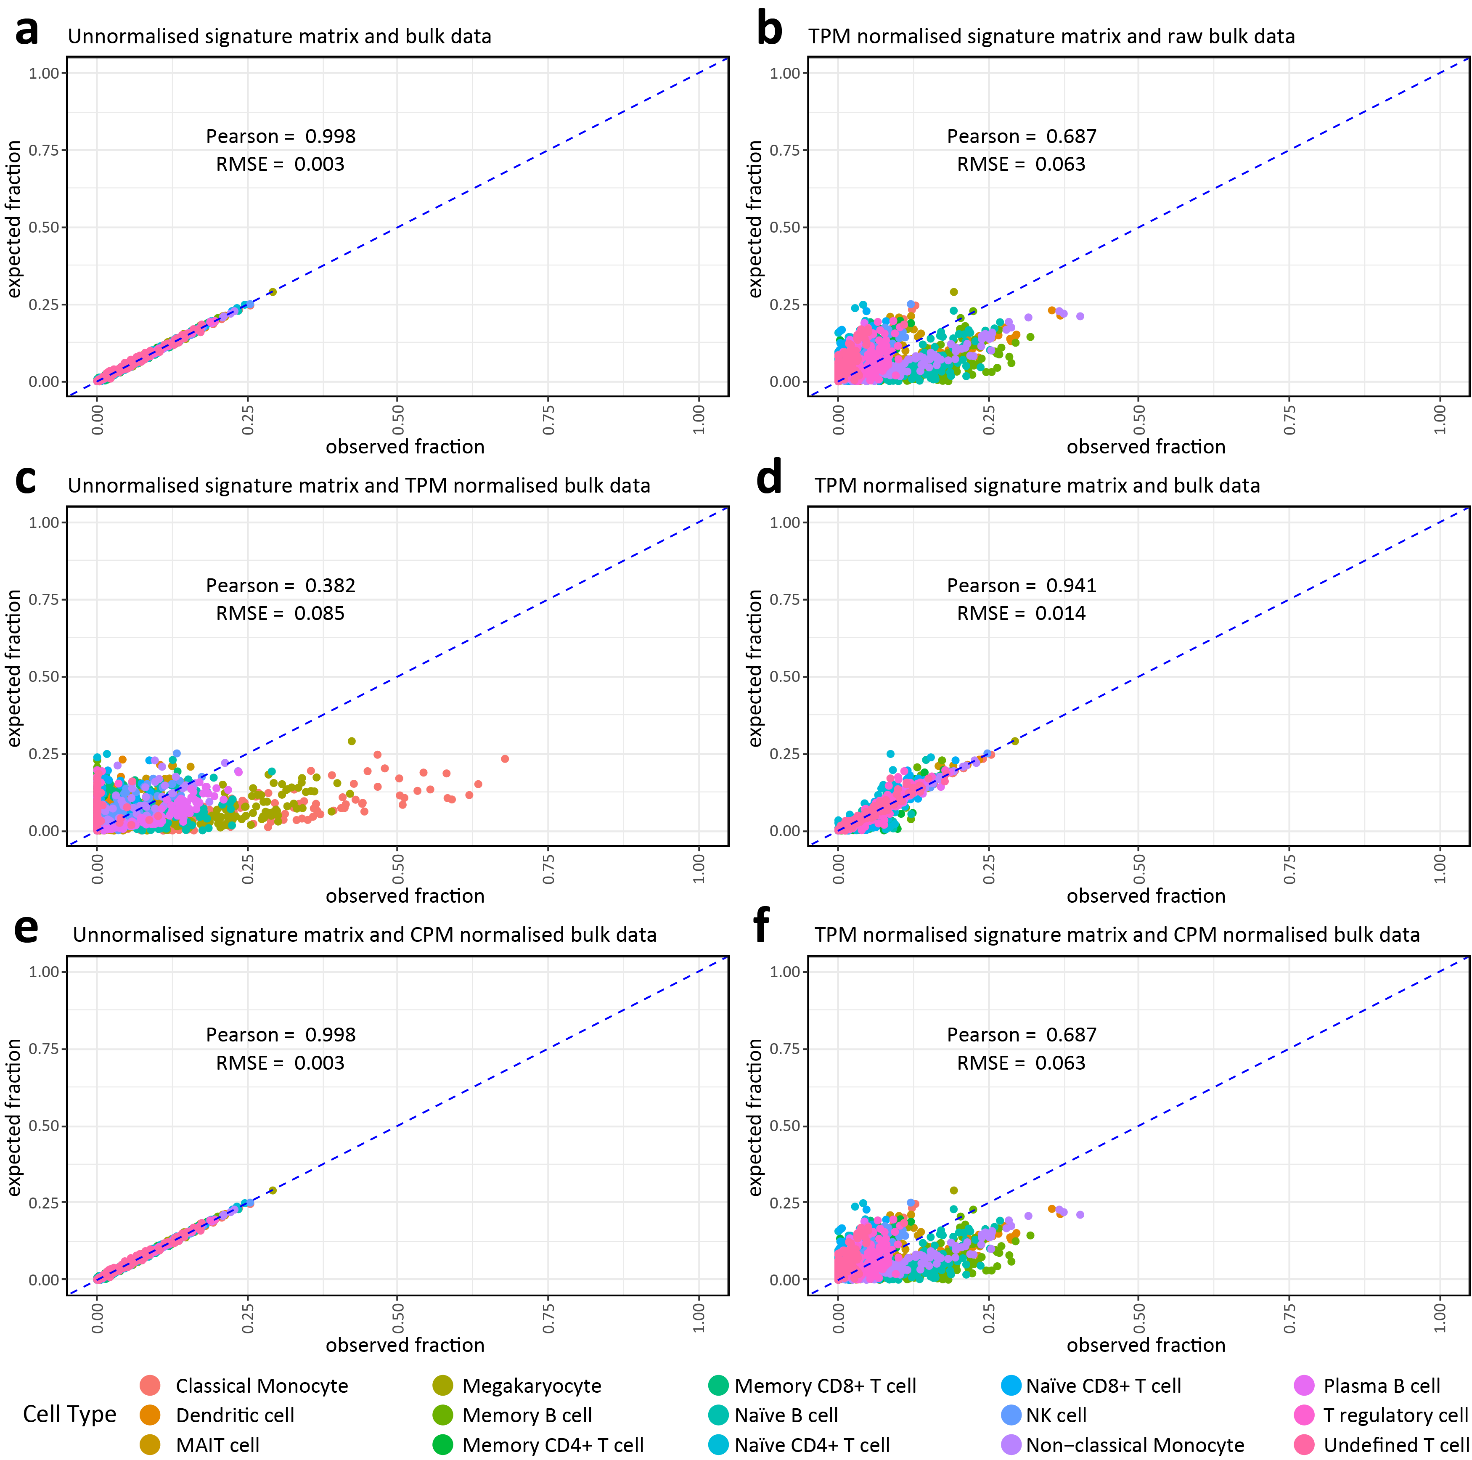 a Unnormalised signature matrix and bulk data
1.00
0.75
0.50
0.25
0.00
expected fraction
Pearson = 0.998
RMSE = 0.003
0.00 0.25 0.50 0.75 1.00
observed fraction
b TPM normalised signature matrix and raw bulk data
1.00
0.75
0.50
0.25
0.00
expected fraction
Pearson = 0.687
RMSE = 0.063
0.00 0.25 0.50 0.75 1.00
observed fraction
c Unnormalised signature matrix and TPM normalised bulk data
1.00
0.75
0.50
0.25
0.00
expected fraction
Pearson = 0.382
RMSE = 0.085
0.00 0.25 0.50 0.75 1.00
observed fraction
d TPM normalised signature matrix and bulk data
1.00
0.75
0.50
0.25
0.00
expected fraction
Pearson = 0.941
RMSE = 0.014
0.00 0.25 0.50 0.75 1.00
observed fraction
e Unnormalised signature matrix and CPM normalised bulk data
1.00
0.75
0.50
0.25
0.00
expected fraction
Pearson = 0.998
RMSE = 0.003
0.00 0.25 0.50 0.75 1.00
observed fraction
f TPM normalised signature matrix and CPM normalised bulk data
1.00
0.75
0.50
0.25
0.00
expected fraction
Pearson = 0.687
RMSE = 0.063
0.00 0.25 0.50 0.75 1.00
observed fraction
Cell Type
Classical Monocyte
Dendritic cell
MAIT cell
Megakaryocyte
Memory B cell
Memory CD4+ T cell
Memory CD8+ T cell
Naïve B cell
Naïve CD4+ T cell
Naïve CD8+ T cell
NK cell
Non−classical Monocyte
Plasma B cell
T regulatory cell
Undefined T cell